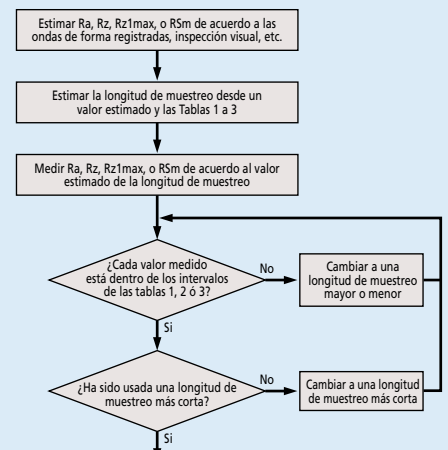 Estimar Ra, Rz, Rz1max, o RSm de acuerdo a las
ondas de forma registradas, inspección visual, etc.
Estimar la longitud de muestreo desde un
valor estimado y las Tablas 1 a 3
Medir Ra, Rz, Rz1max, o RSm de acuerdo al valor
estimado de la longitud de muestreo
¿Cada valor medido
está dentro de los intervalos
de las tablas 1, 2 ó 3?
No
Cambiar a una
longitud de muestreo
mayor o menor
Si
¿Ha sido usada una longitud de
muestreo más corta?
No
Cambiar a una longitud
de muestreo más corta
Si